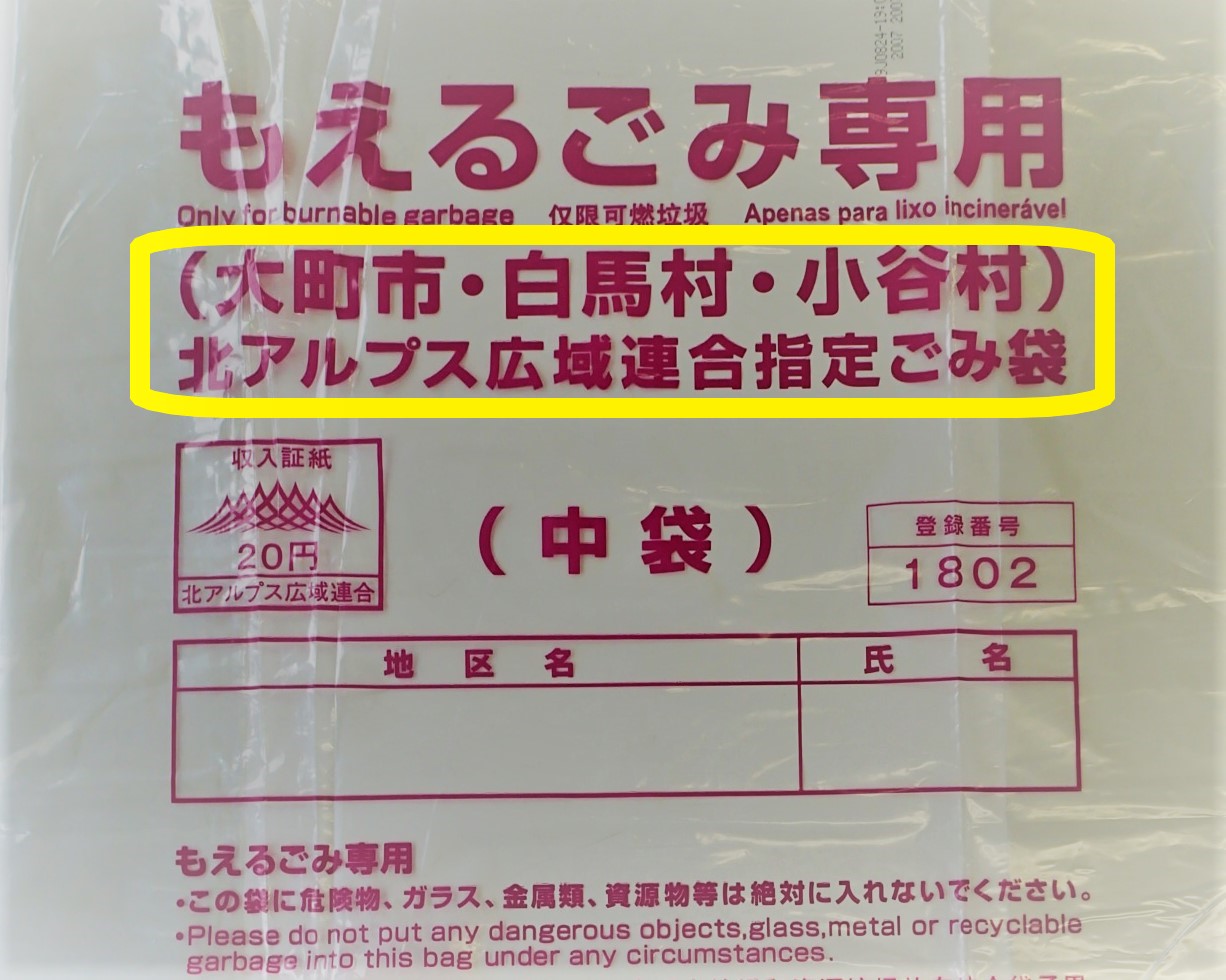 もえるごみ専用
Only for burnable garbage 仅限可燃垃圾 Apenas para lixo incinerável
(大町市・白馬村・小谷村)
北アルプス広域連合指定ごみ袋
収入証紙
20円
北アルプス広域連合
(中袋)
登録番号
1802
地区名 氏名
もえるごみ専用
・この袋に危険物、ガラス、金属類、資源物等は絶対に入れないでください。
・Please do not put any dangerous objects,glass,metal or recyclable
garbage into this bag under any circumstances.